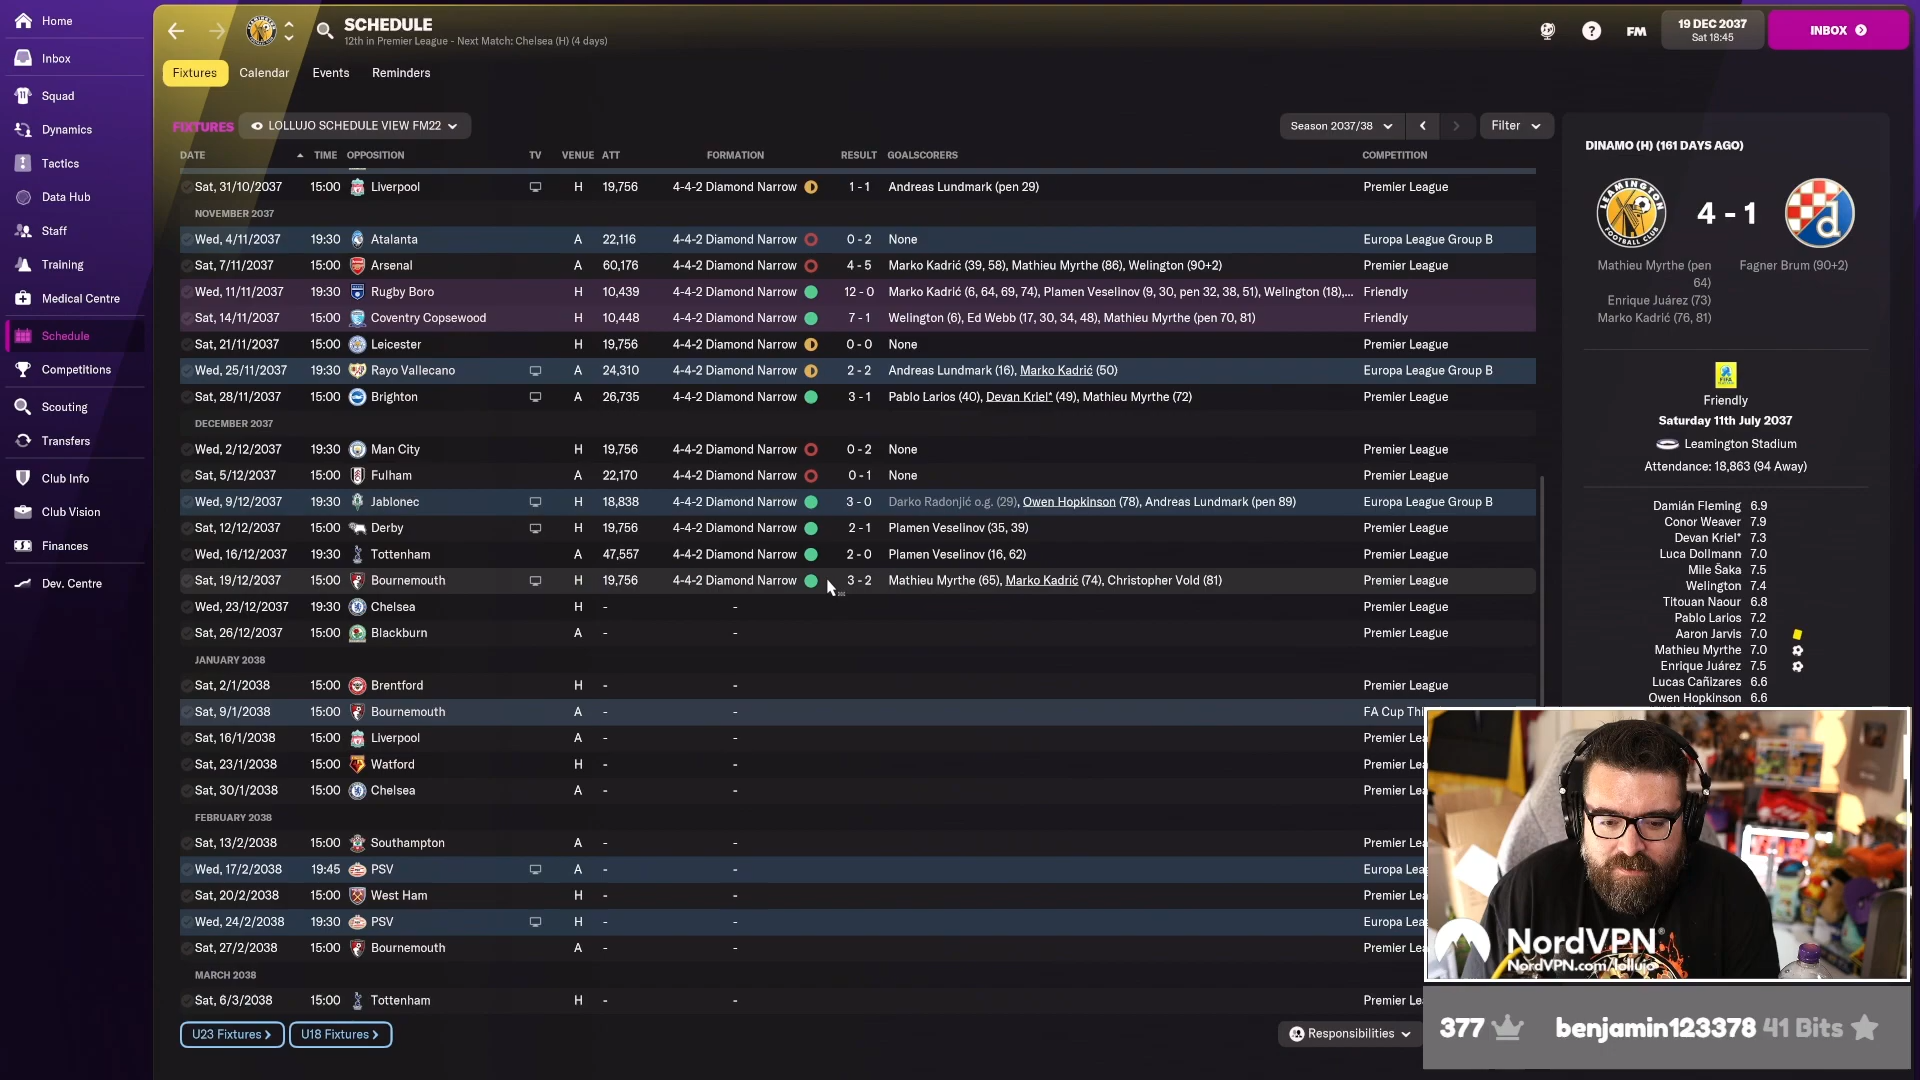 Home
Inbox
Squad
Dynamics
Tactics
Data Hub
Staff
Training
Medical Centre
Schedule
Competitions
Scouting
Transfers
Club Info
Club Vision
Finances
Dev. Centre
SCHEDULE
12th in Premier League - Next Match: Chelsea (H) (4 days)
FM
19 DEC 2037
Sat 18:45
INBOX
Fixtures Calendar Events Reminders
FIXTURES LOLLUJO SCHEDULE VIEW FM22 Season 2037/38 Filter
DATE TIME OPPOSITION TV VENUE ATT FORMATION RESULT GOALSCORERS COMPETITION
Sat, 31/10/2037 15:00 Liverpool H 19,756 4-4-2 Diamond Narrow 1 - 1 Andreas Lundmark (pen 29) Premier League
NOVEMBER 2037
Wed, 4/11/2037 19:30 Atalanta A 22,116 4-4-2 Diamond Narrow 0 - 2 None Europa League Group B
Sat, 7/11/2037 15:00 Arsenal A 60,176 4-4-2 Diamond Narrow 4 - 5 Marko Kadrić (39, 58), Mathieu Myrthe (86), Welington (90+2) Premier League
Wed, 11/11/2037 19:30 Rugby Boro H 10,439 4-4-2 Diamond Narrow 12 - 0 Marko Kadrić (6, 64, 69, 74), Plamen Veselinov (9, 30, pen 32, 38, 51), Welington (18),... Friendly
Sat, 14/11/2037 15:00 Coventry Copsewood H 10,448 4-4-2 Diamond Narrow 7 - 1 Welington (6), Ed Webb (17, 30, 34, 48), Mathieu Myrthe (pen 70, 81) Friendly
Sat, 21/11/2037 15:00 Leicester H 19,756 4-4-2 Diamond Narrow 0 - 0 None Premier League
Wed, 25/11/2037 19:30 Rayo Vallecano A 24,310 4-4-2 Diamond Narrow 2 - 2 Andreas Lundmark (16), Marko Kadrić (50) Europa League Group B
Sat, 28/11/2037 15:00 Brighton A 26,735 4-4-2 Diamond Narrow 3 - 1 Pablo Larios (40), Devan Kriel* (49), Mathieu Myrthe (72) Premier League
DECEMBER 2037
Wed, 2/12/2037 19:30 Man City H 19,756 4-4-2 Diamond Narrow 0 - 2 None Premier League
Sat, 5/12/2037 15:00 Fulham A 22,170 4-4-2 Diamond Narrow 0 - 1 None Premier League
Wed, 9/12/2037 19:30 Jablonec H 18,838 4-4-2 Diamond Narrow 3 - 0 Darko Radonjić o.g. (29), Owen Hopkinson (78), Andreas Lundmark (pen 89) Europa League Group B
Sat, 12/12/2037 15:00 Derby H 19,756 4-4-2 Diamond Narrow 2 - 1 Plamen Veselinov (35, 39) Premier League
Wed, 16/12/2037 19:30 Tottenham A 47,557 4-4-2 Diamond Narrow 2 - 0 Plamen Veselinov (16, 62) Premier League
Sat, 19/12/2037 15:00 Bournemouth H 19,756 4-4-2 Diamond Narrow 3 - 2 Mathieu Myrthe (65), Marko Kadrić (74), Christopher Vold (81) Premier League
Wed, 23/12/2037 19:30 Chelsea H - - Premier League
Sat, 26/12/2037 15:00 Blackburn A - - Premier League
JANUARY 2038
Sat, 2/1/2038 15:00 Brentford H - - Premier League
Sat, 9/1/2038 15:00 Bournemouth A - - FA Cup Thi
Sat, 16/1/2038 15:00 Liverpool A - - Premier Lea
Sat, 23/1/2038 15:00 Watford H - - Premier Lea
Sat, 30/1/2038 15:00 Chelsea A - - Premier Lea
FEBRUARY 2038
Sat, 13/2/2038 15:00 Southampton A - - Premier Lea
Wed, 17/2/2038 19:45 PSV A - - Europa Lea
Sat, 20/2/2038 15:00 West Ham H - - Premier Lea
Wed, 24/2/2038 19:30 PSV H - - Europa Lea
Sat, 27/2/2038 15:00 Bournemouth A - - Premier Lea
MARCH 2038
Sat, 6/3/2038 15:00 Tottenham H - - Premier Lea
U23 Fixtures > U18 Fixtures > Responsibilities
DINAMO (H) (161 DAYS AGO)
LEAMINGTON
FOOTBALL CLUB
4 - 1
Mathieu Myrthe (pen 
64)
Enrique Juárez (73)
Marko Kadrić (76, 81)
Fagner Brum (90+2)
FIFA
Friendly
Saturday 11th July 2037
Leamington Stadium
Attendance: 18,863 (94 Away)
Damián Fleming 6.9
Conor Weaver 7.9
Devan Kriel* 7.3
Luca Dollmann 7.0
Mile Šaka 7.5
Welington 7.4
Titouan Naour 6.8
Pablo Larios 7.2
Aaron Jarvis 7.0
Mathieu Myrthe 7.0
Enrique Juárez 7.5
Lucas Cañizares 6.6
Owen Hopkinson 6.6
NordVPN®
NordVPN.com/lollujo
377 benjamin123378 41 Bits